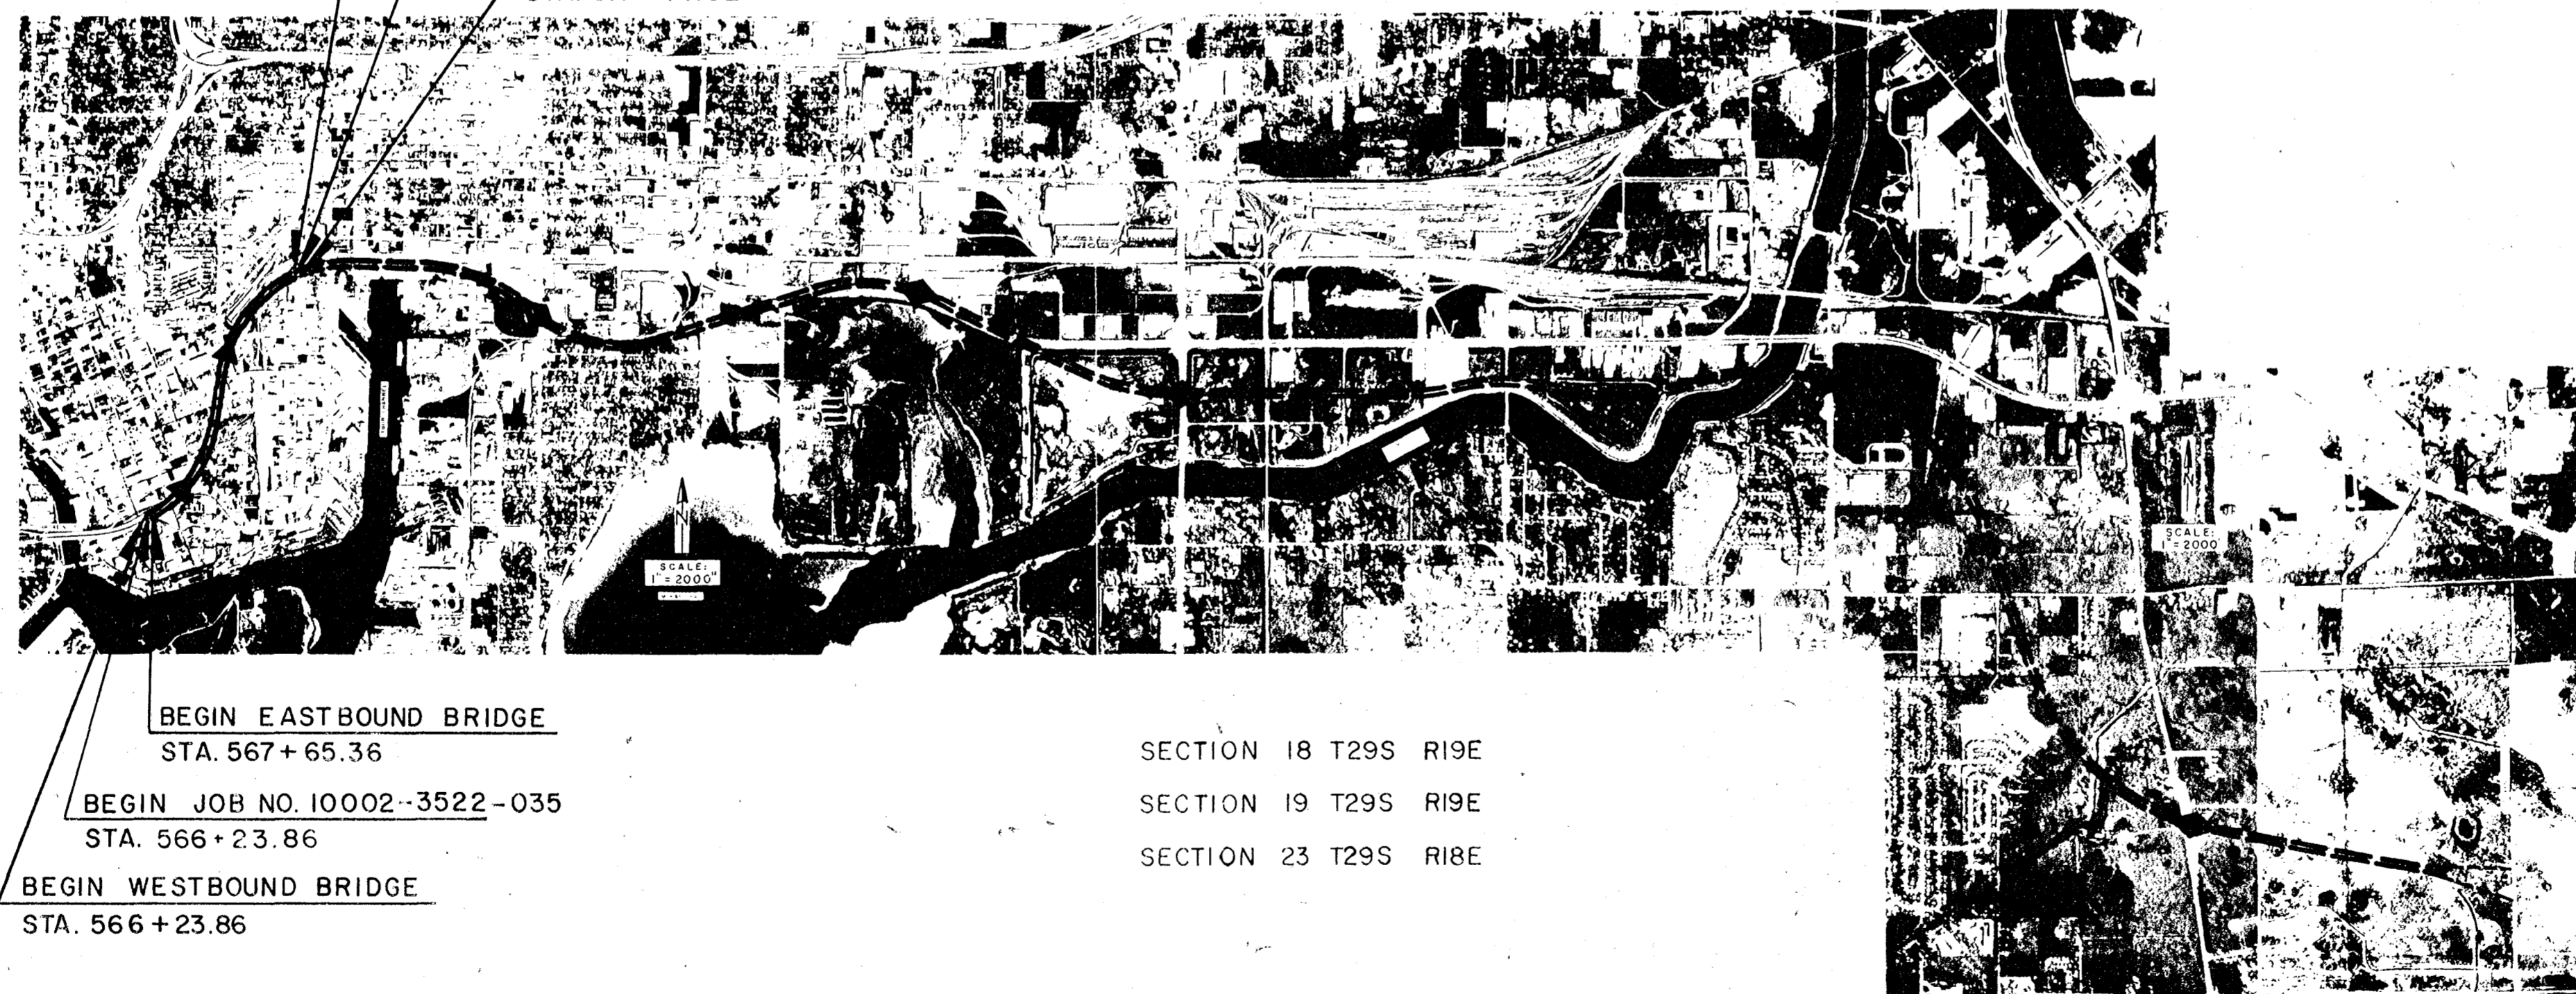 N
SCALE:
1" = 2000"
N
SCALE:
1" = 2000'
BEGIN EASTBOUND BRIDGE
STA. 567 + 65.36
BEGIN JOB NO. 10002-3522-035
STA. 566 + 23.86
BEGIN WESTBOUND BRIDGE
STA. 566 + 23.86
SECTION 18 T29S R19E
SECTION 19 T29S R19E
SECTION 23 T29S R18E